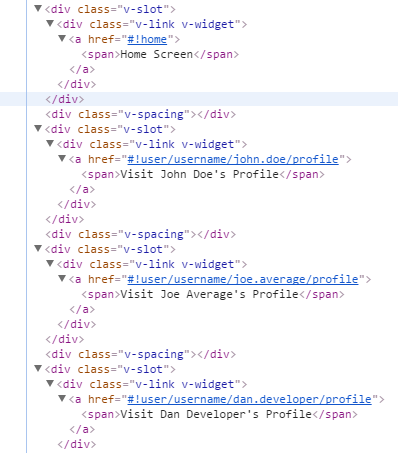 <div class="v-slot">
<div class="v-link v-widget">
<a href="#!home">
<span>Home Screen</span>
</a>
</div>
</div>
<div class="v-spacing"></div>
<div class="v-slot">
<div class="v-link v-widget">
<a href="#!user/username/john.doe/profile">
<span>Visit John Doe's Profile</span>
</a>
</div>
</div>
<div class="v-spacing"></div>
<div class="v-slot">
<div class="v-link v-widget">
<a href="#!user/username/joe.average/profile">
<span>Visit Joe Average's Profile</span>
</a>
</div>
</div>
<div class="v-spacing"></div>
<div class="v-slot">
<div class="v-link v-widget">
<a href="#!user/username/dan.developer/profile">
<span>Visit Dan Developer's Profile</span>
</a>
</div>